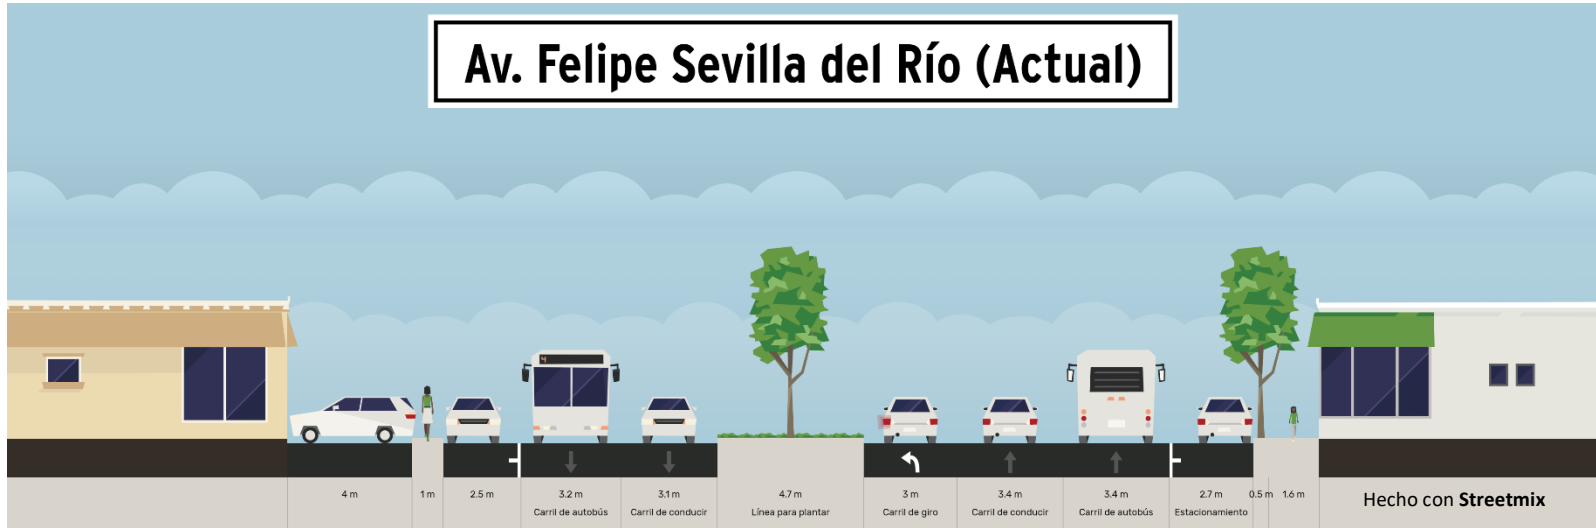 Av. Felipe Sevilla del Río (Actual)
4
4 m
1 m
2.5 m
3.2 m
Carril de autobús
3.1 m
Carril de conducir
4.7 m
Línea para plantar
3 m
Carril de giro
3.4 m
Carril de conducir
3.4 m
Carril de autobús
2.7 m
Estacionamiento
0.5 m
1.6 m
Hecho con Streetmix